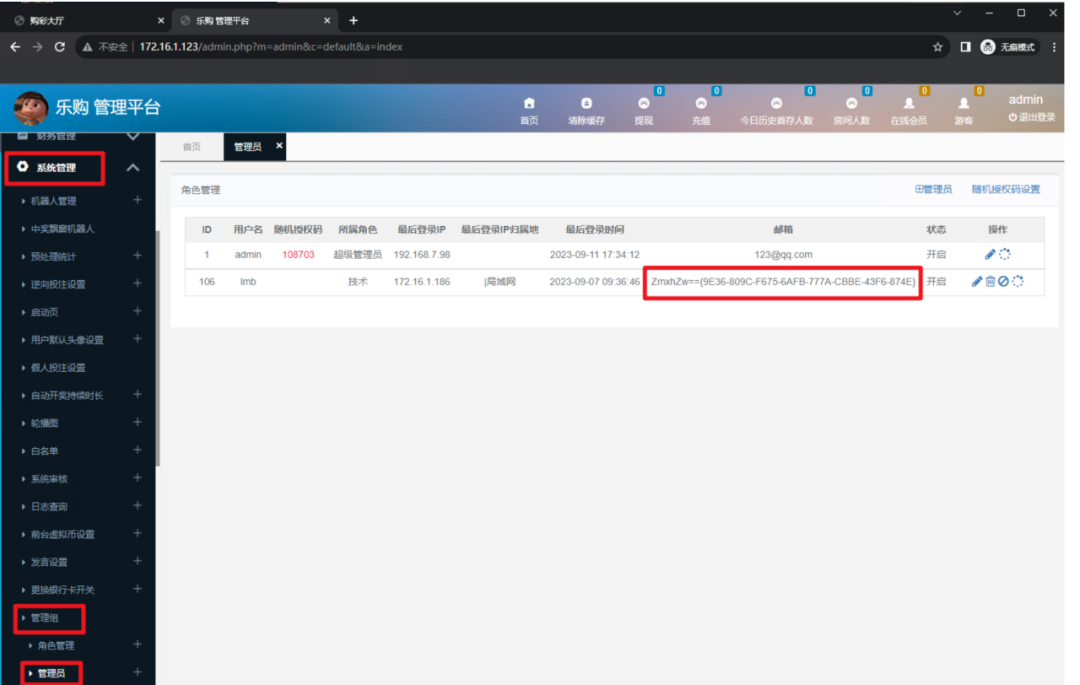 购彩大厅 × 乐购 管理平台 × +
不安全 | 172.16.1.123/admin.php?m=admin&c=default&a=index 无痕模式
乐购 管理平台
首页 清除缓存 0 提现 0 充值 0 今日历史首存人数 0 房间人数 0 在线会员 0 游客 admin 退出登录
财务管理
系统管理
机器人管理 +
中奖飘窗机器人
预处理统计 +
逆向投注设置 +
启动页 +
用户默认头像设置 +
假人投注设置
自动开奖持续时长 +
轮播图 +
白名单 +
系统审核 +
日志查询 +
前台虚拟币设置 +
发言设置 +
更换银行卡开关 +
管理组
角色管理 +
管理员 +
首页 管理员 ×
角色管理 管理员 随机授权码设置
ID 用户名 随机授权码 所属角色 最后登录IP 最后登录IP归属地 最后登录时间 邮箱 状态 操作
1 admin 108703 超级管理员 192.168.7.98 2023-09-11 17:34:12 123@qq.com 开启
106 lmb 技术 172.16.1.186 |局域网 2023-09-07 09:36:46 ZmxhZw=={9E36-809C-F675-6AFB-777A-CBBE-43F6-874E} 开启